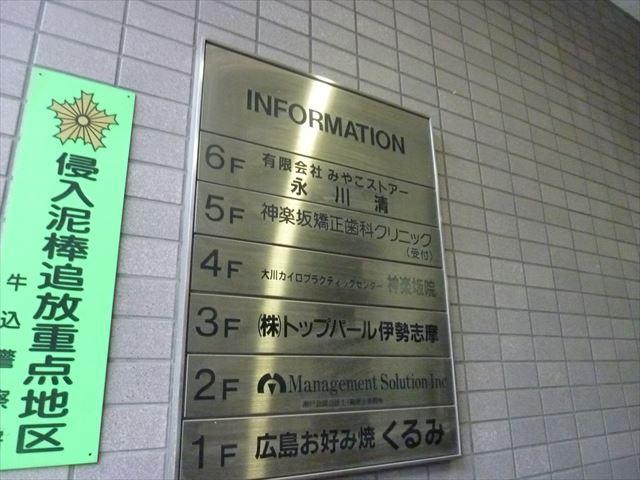 侵入泥棒追放重点地区
牛込警察署
INFORMATION
6F 有限会社 みやこストアー
永川清
5F 神楽坂矯正歯科クリニック
(受付)
4F 大川カイロプラクティックセンター 神楽坂院
3F (株)トップパール伊勢志摩
2F Management Solution Inc
1F 広島お好み焼 くるみ